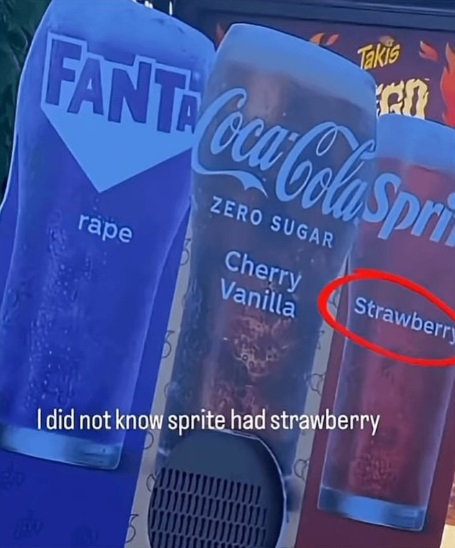 FANTA
rape
Coca-Cola
ZERO SUGAR
Cherry
Vanilla
Spri
Strawberry
Takis
I did not know sprite had strawberry